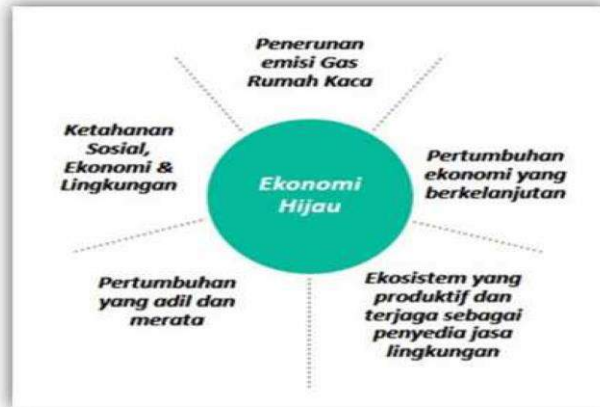 Penerunan
emisi Gas
Rumah Kaca
Ketahanan
Sosial,
Ekonomi &
Lingkungan
Ekonomi
Hijau
Pertumbuhan
ekonomi yang
berkelanjutan
Pertumbuhan
yang adil dan
merata
Ekosistem yang
produktif dan
terjaga sebagai
penyedia jasa
lingkungan